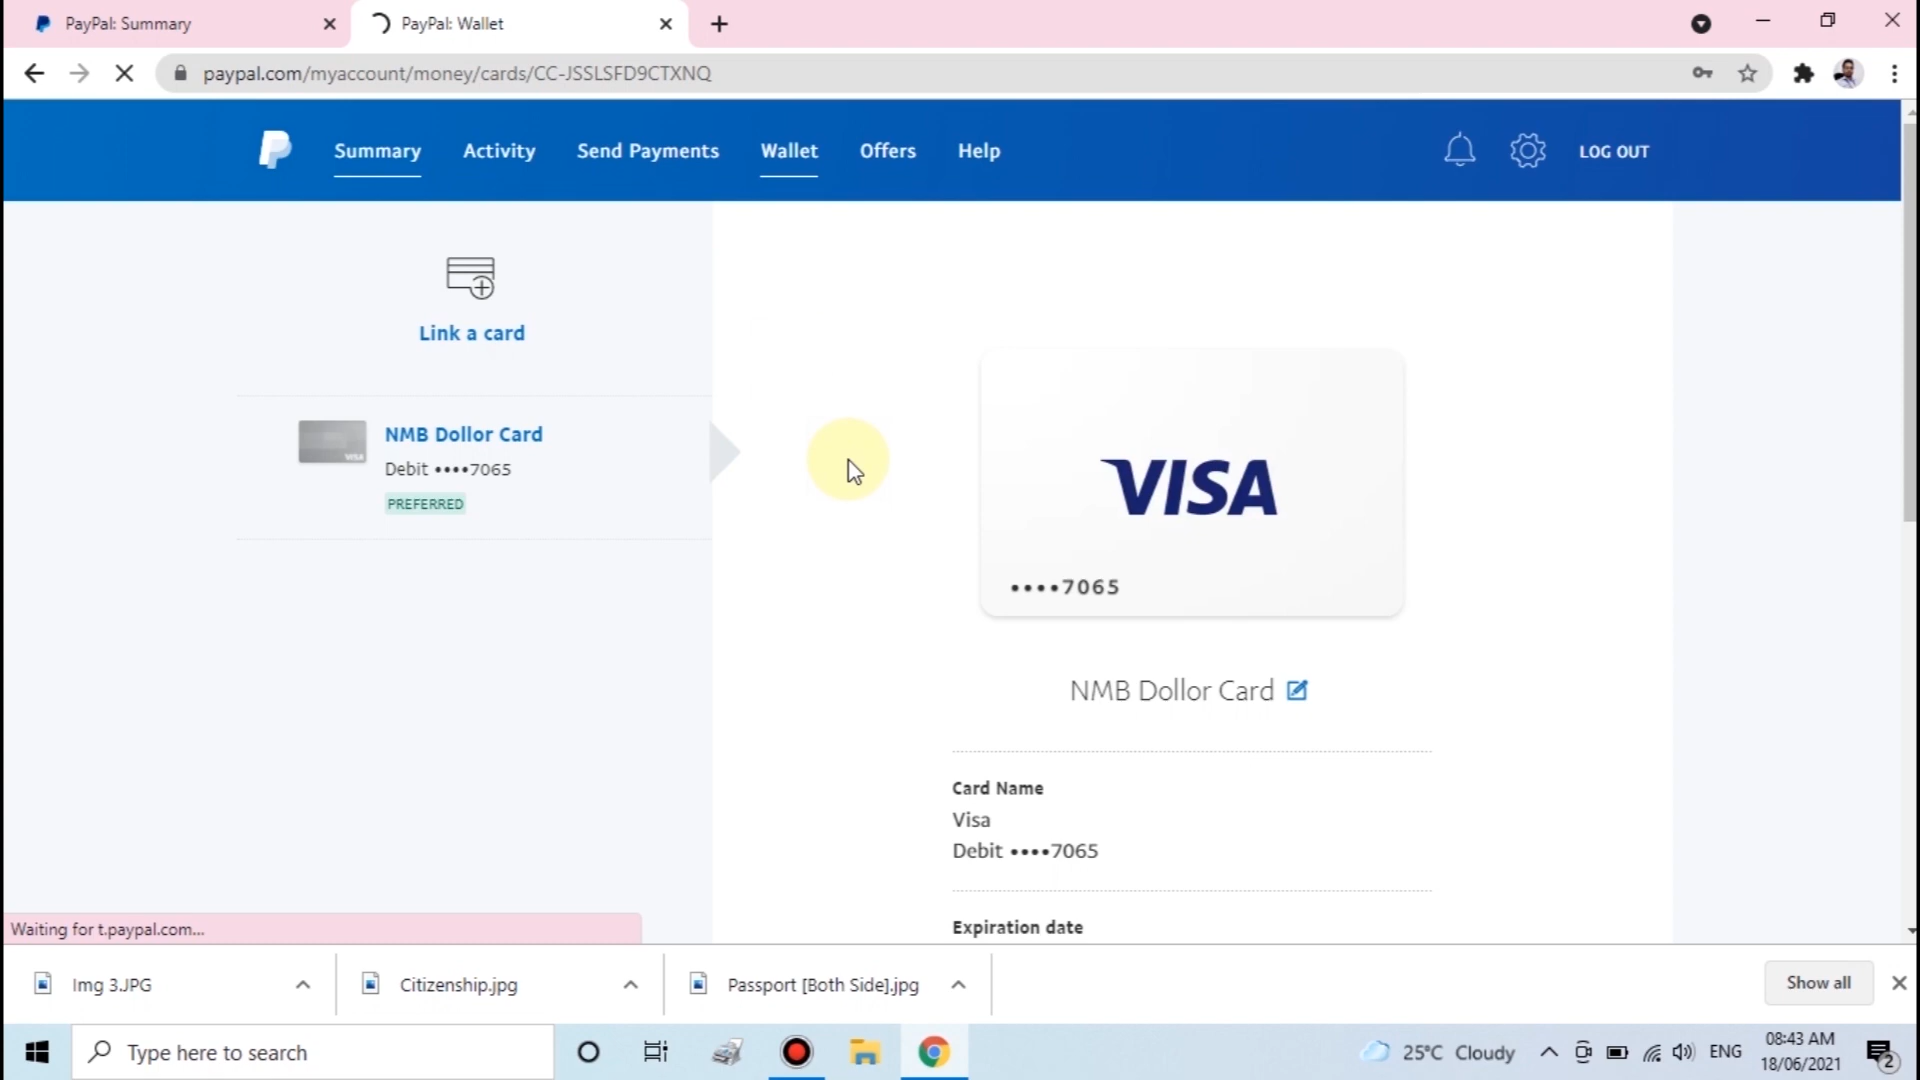 PayPal: Summary
PayPal: Wallet
paypal.com/myaccount/money/cards/CC-JSSLSFD9CTXNQ
Summary
Activity
Send Payments
Wallet
Offers
Help
LOG OUT
Link a card
VISA
NMB Dollor Card
Debit ••••7065
PREFERRED
VISA
••••7065
NMB Dollor Card
Card Name
Visa
Debit ••••7065
Expiration date
Waiting for t.paypal.com...
Img 3.JPG
Citizenship.jpg
Passport [Both Side].jpg
Show all
Type here to search
25°C Cloudy
ENG
08:43 AM
18/06/2021
2